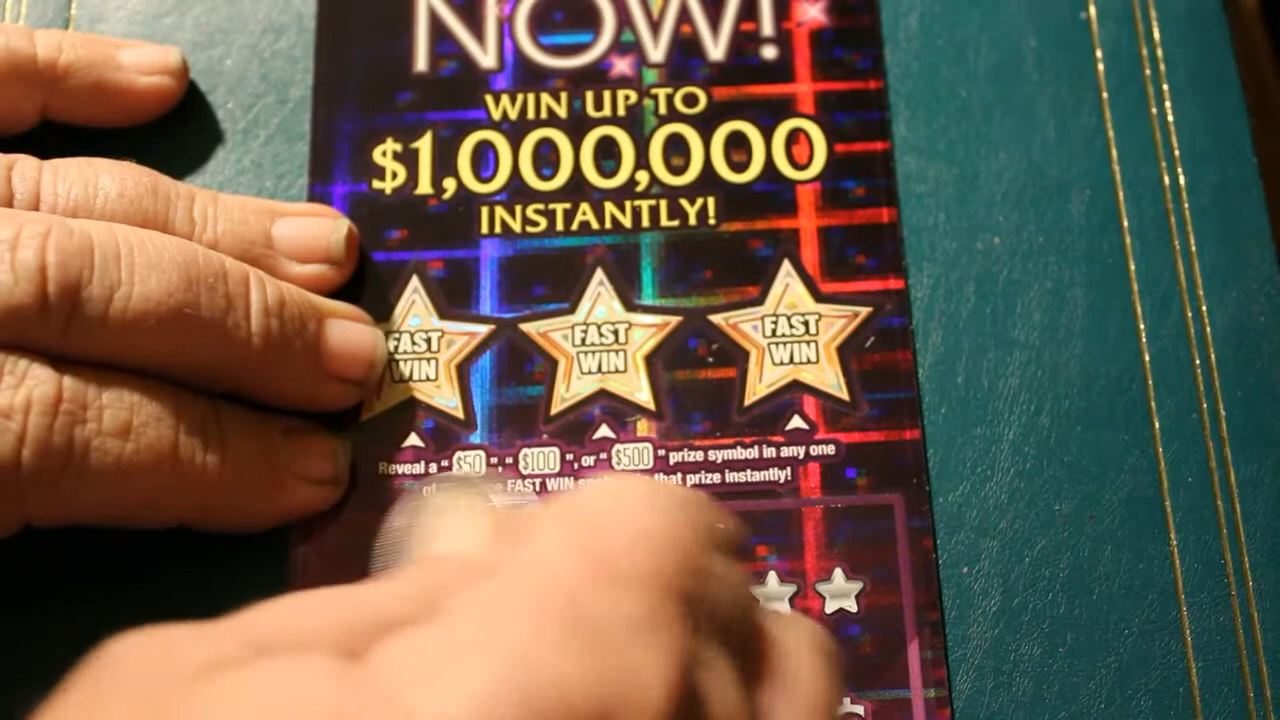 NOW!
WIN UP TO
$1,000,000
INSTANTLY!
FAST
WIN
FAST
WIN
FAST
WIN
Reveal a "$50", "$100", or "$500" prize symbol in any one
of FAST WIN that prize instantly!